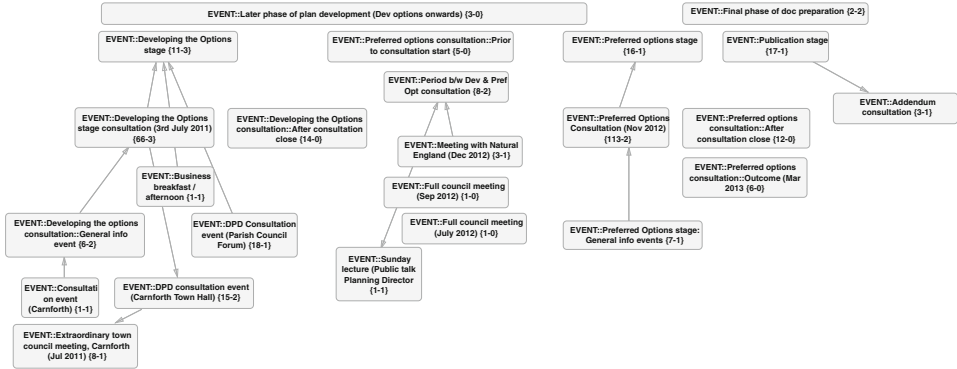 EVENT::Later phase of plan development (Dev options onwards) {3-0}
EVENT::Final phase of doc preparation {2-2}
EVENT::Developing the Options
stage {11-3}
EVENT::Preferred options consultation::Prior
to consultation start {5-0}
EVENT::Preferred options stage
{16-1}
EVENT::Publication stage
{17-1}
EVENT::Period b/w Dev & Pref
Opt consultation {8-2}
EVENT::Addendum
consultation {3-1}
EVENT::Developing the Options
stage consultation (3rd July 2011)
{66-3}
EVENT::Developing the Options
consultation::After consultation
close {14-0}
EVENT::Preferred Options
Consultation (Nov 2012)
{113-2}
EVENT::Preferred options
consultation::After
consultation close {12-0}
EVENT::Meeting with Natural
England (Dec 2012) {3-1}
EVENT::Business
breakfast /
afternoon {1-1}
EVENT::Full council meeting
(Sep 2012) {1-0}
EVENT::Preferred options
consultation::Outcome (Mar
2013 {6-0}
EVENT::Developing the options
consultation::General info
event {6-2}
EVENT::DPD Consultation
event (Parish Council
Forum) {18-1}
EVENT::Full council meeting
(July 2012) {1-0}
EVENT::Preferred Options stage:
General info events {7-1}
EVENT::Sunday
lecture (Public talk
Planning Director
{1-1}
EVENT::Consultati
on event
(Carnforth) {1-1}
EVENT::DPD consultation event
(Carnforth Town Hall) {15-2}
EVENT::Extraordinary town
council meeting, Carnforth
(Jul 2011) {8-1}